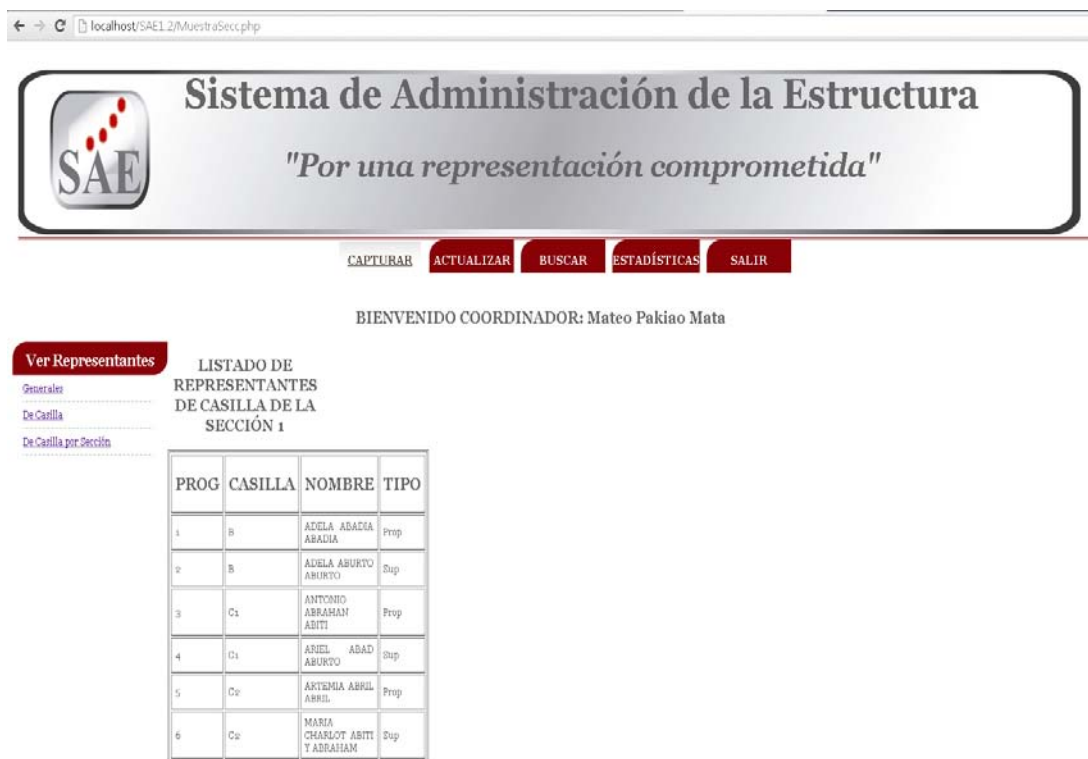 localhost/SAE1.2/MuestraSecc.php
Sistema de Administración de la Estructura
"Por una representación comprometida"
SAE
CAPTURAR ACTUALIZAR BUSCAR ESTADÍSTICAS SALIR
BIENVENIDO COORDINADOR: Mateo Pakiao Mata
Ver Representantes
Generales
De Casilla
De Casilla por Sección
LISTADO DE
REPRESENTANTES
DE CASILLA DE LA
SECCIÓN 1
PROG CASILLA NOMBRE TIPO
1 B ADELA ABADIA
ABADIA Prop
2 B ADELA ABURTO
ABURTO Sup
3 C1 ANTONIO
ABRAHAN
ABITI Prop
4 C1 ARIEL ABAD
ABURTO Sup
5 C2 ARTEMIA ABRIL
ABRIL Prop
6 C2 MARIA
CHARLOT ABITI
Y ABRAHAM Sup